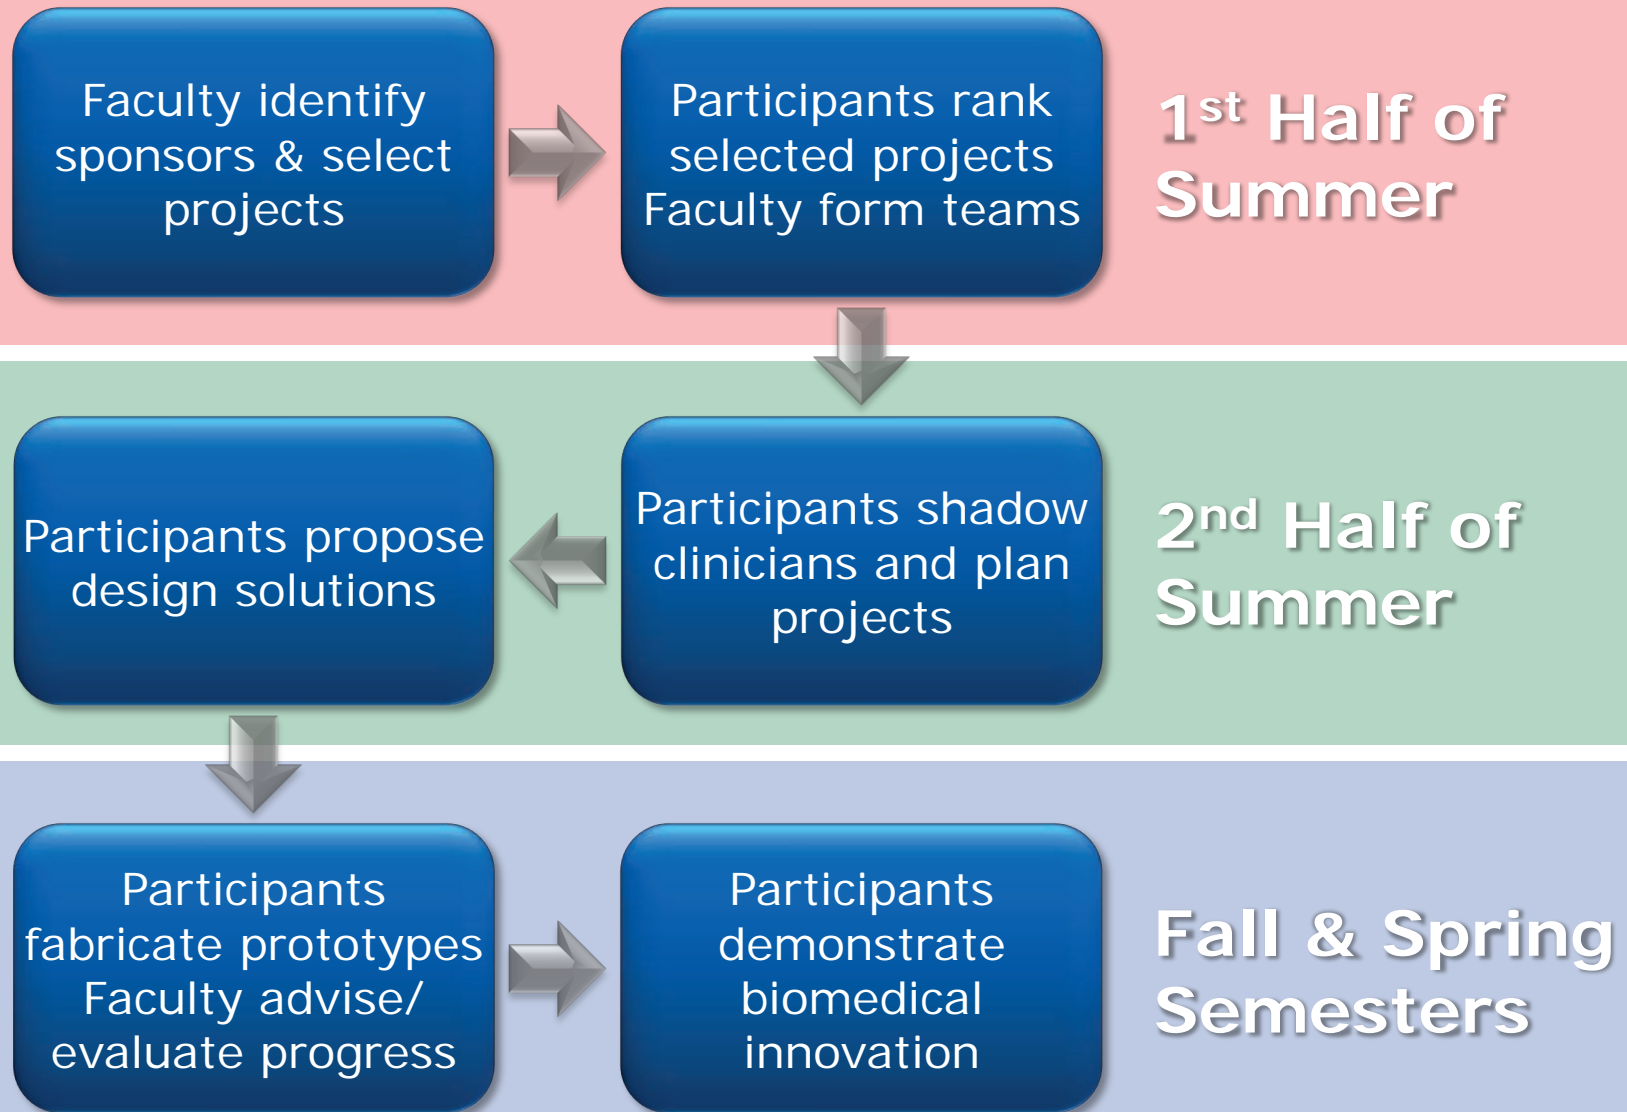 Faculty identify
sponsors & select
projects
Participants rank
selected projects
Faculty form teams
1st Half of
Summer
Participants shadow
clinicians and plan
projects
Participants propose
design solutions
2nd Half of
Summer
Participants
fabricate prototypes
Faculty advise/
evaluate progress
Participants
demonstrate
biomedical
innovation
Fall & Spring
Semesters